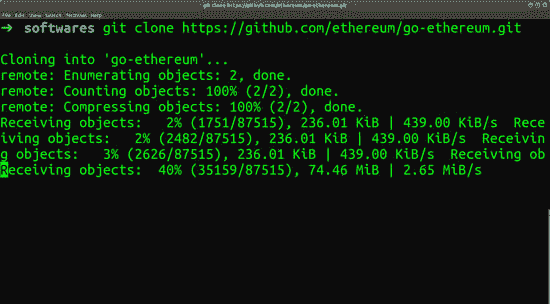 git clone https://github.com/ethereum/go-ethereum.git
File Edit View Search Terminal Help
➜ softwares git clone https://github.com/ethereum/go-ethereum.git
Cloning into 'go-ethereum'...
remote: Enumerating objects: 2, done.
remote: Counting objects: 100% (2/2), done.
remote: Compressing objects: 100% (2/2), done.
Receiving objects:   2% (1751/87515), 236.01 KiB | 439.00 KiB/s  Rece
iving objects:   2% (2482/87515), 236.01 KiB | 439.00 KiB/s  Receivin
g objects:   3% (2626/87515), 236.01 KiB | 439.00 KiB/s  Receiving ob
Receiving objects:  40% (35159/87515), 74.46 MiB | 2.65 MiB/s